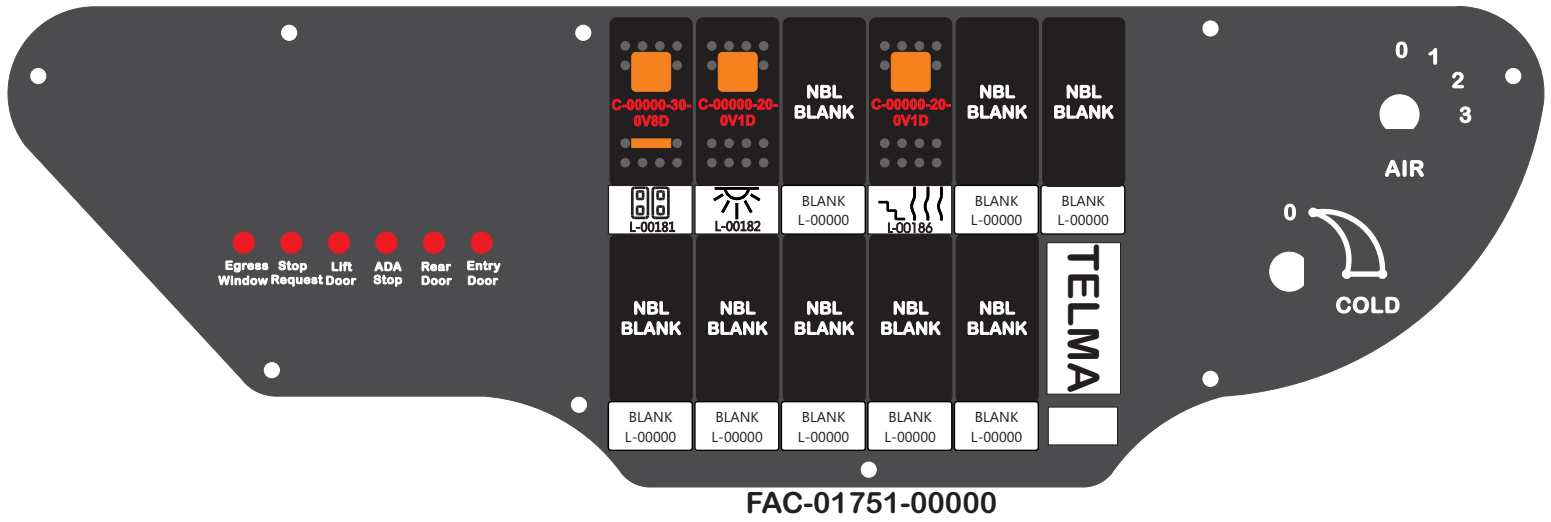 C-00000-30-
0V8D
C-00000-20-
0V1D
NBL
BLANK
C-00000-20-
0V1D
NBL
BLANK
NBL
BLANK
L-00181
L-00182
BLANK
L-00000
L-00186
BLANK
L-00000
BLANK
L-00000
0
1
2
3
AIR
0
COLD
Egress
Window
Stop
Request
Lift
Door
ADA
Stop
Rear
Door
Entry
Door
NBL
BLANK
NBL
BLANK
NBL
BLANK
NBL
BLANK
NBL
BLANK
TELMA
BLANK
L-00000
BLANK
L-00000
BLANK
L-00000
BLANK
L-00000
BLANK
L-00000
FAC-01751-00000